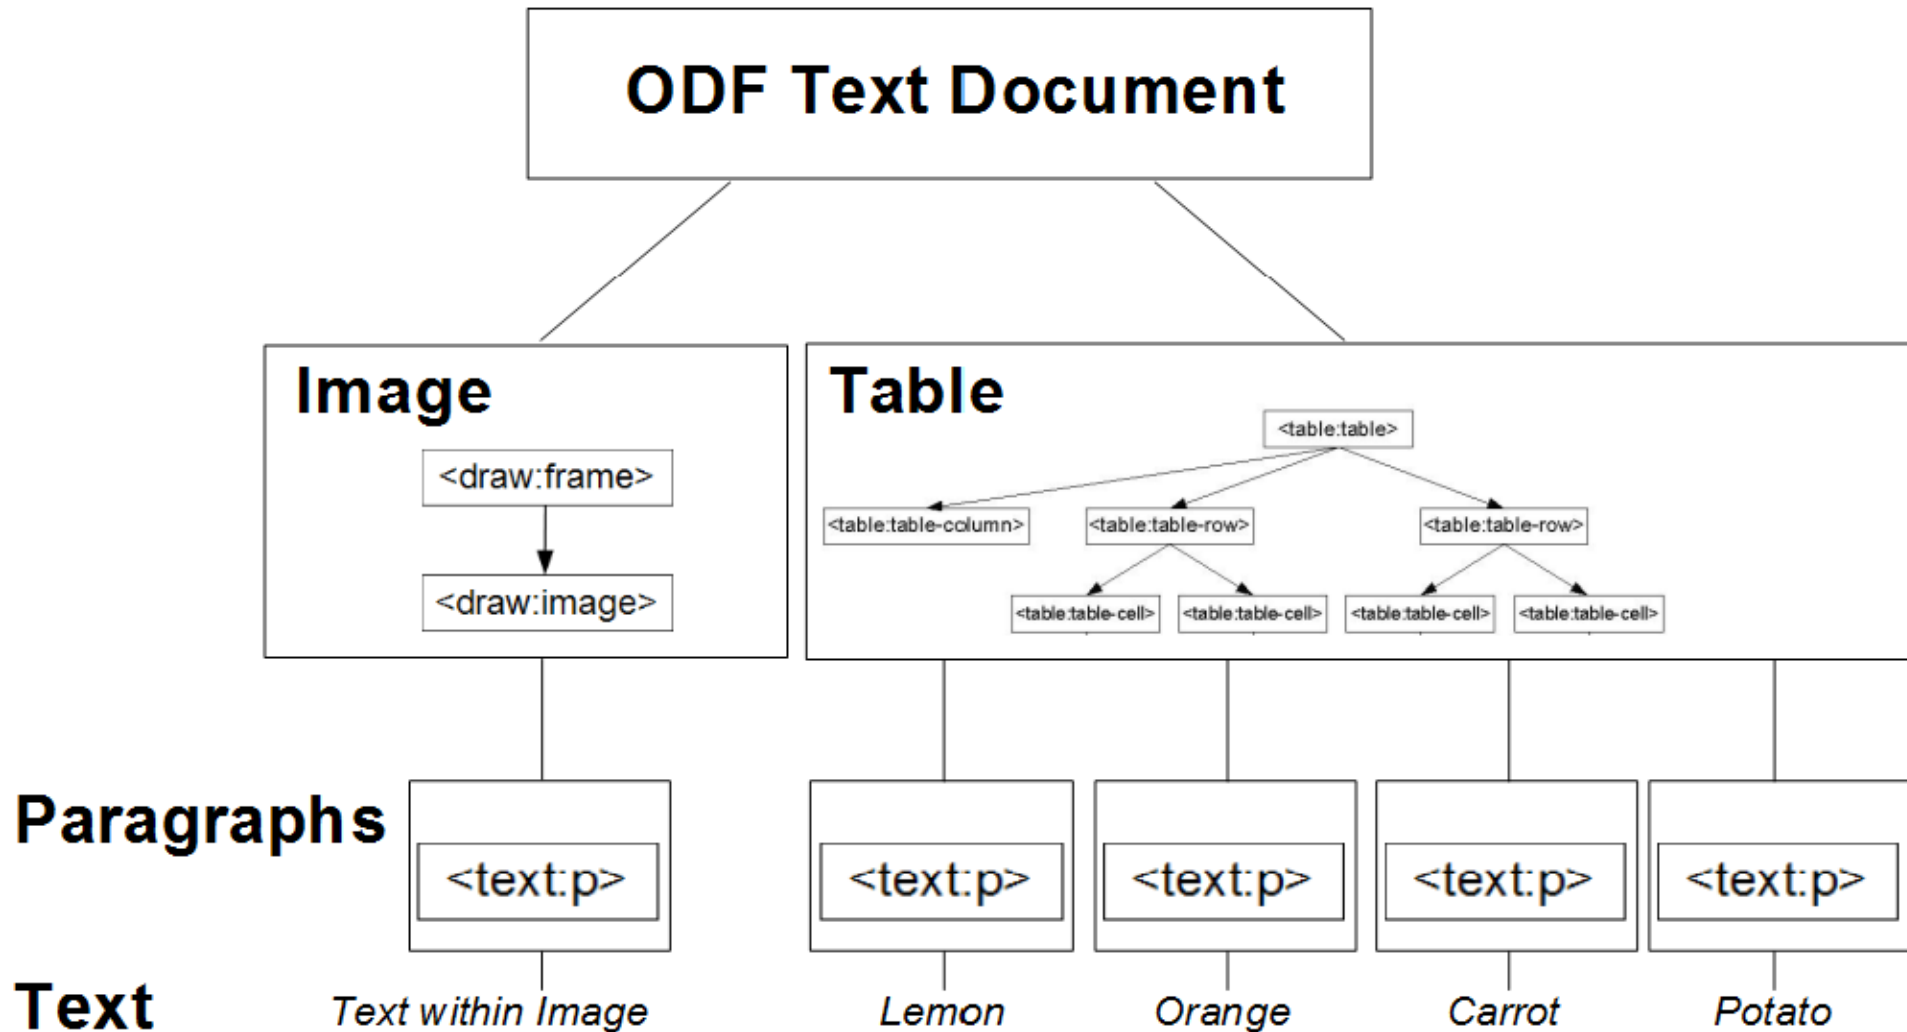 ODF Text Document
Image
<draw:frame>
<draw:image>
Table
<table:table>
<table:table-column> <table:table-row> <table:table-row>
<table:table-cell> <table:table-cell> <table:table-cell> <table:table-cell>
Paragraphs
<text:p> <text:p> <text:p> <text:p> <text:p>
Text
Text within Image Lemon Orange Carrot Potato